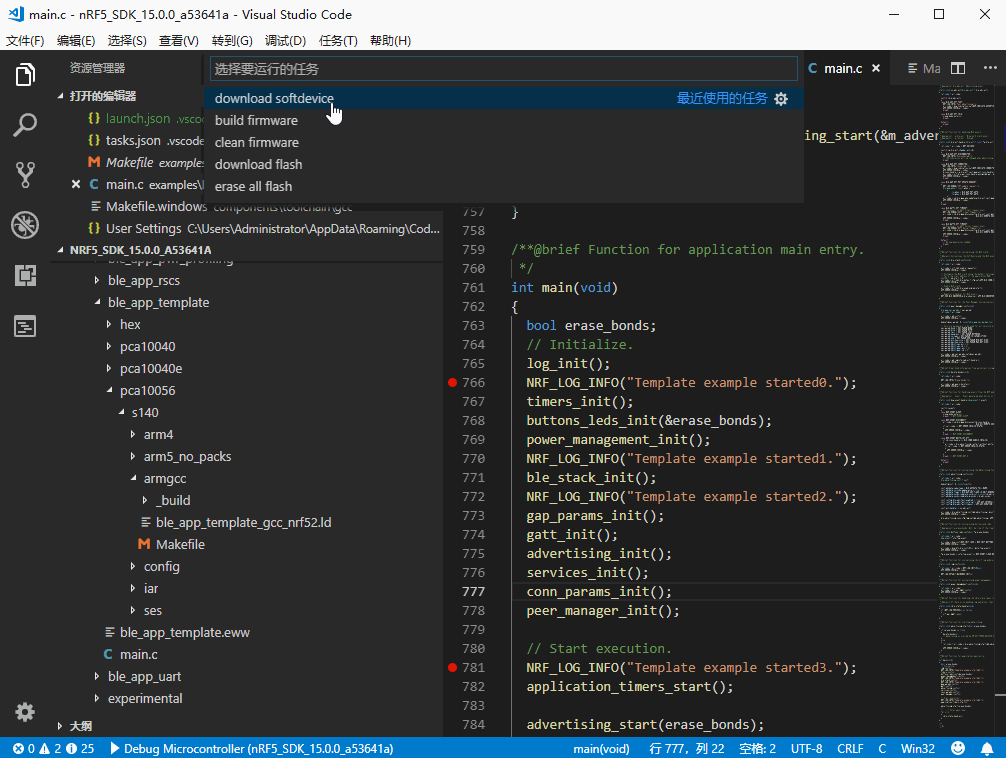 main.c - nRF5_SDK_15.0.0_a53641a - Visual Studio Code
文件(F) 编辑(E) 选择(S) 查看(V) 转到(G) 调试(D) 任务(T) 帮助(H)
资源管理器
打开的编辑器
{} launch.json .vscо
{} tasks.json .vscode
M Makefile example
C main.c examples\
Makefile.windows components\toolchain\gcc
{} User Settings C:\Users\Administrator\AppData\Roaming\Cod...
NRF5_SDK_15.0.0_A53641A
ble_app_pwr_profiling
ble_app_rscs
ble_app_template
hex
pca10040
pca10040e
pca10056
s140
arm4
arm5_no_packs
armgcc
_build
ble_app_template_gcc_nrf52.ld
M Makefile
config
iar
ses
ble_app_template.eww
C main.c
ble_app_uart
experimental
大纲
选择要运行的任务
download softdevice 最近使用的任务
build firmware
clean firmware
download flash
erase all flash
C main.c Ma
ing_start(&m_adver
757 }
758
759 /**@brief Function for application main entry.
760 */
761 int main(void)
762 {
763 bool erase_bonds;
764 // Initialize.
765 log_init();
766 NRF_LOG_INFO("Template example started0.");
767 timers_init();
768 buttons_leds_init(&erase_bonds);
769 power_management_init();
770 NRF_LOG_INFO("Template example started1.");
771 ble_stack_init();
772 NRF_LOG_INFO("Template example started2.");
773 gap_params_init();
774 gatt_init();
775 advertising_init();
776 services_init();
777 conn_params_init();
778 peer_manager_init();
779
780 // Start execution.
781 NRF_LOG_INFO("Template example started3.");
782 application_timers_start();
783
784 advertising_start(erase_bonds);
0 2 25 Debug Microcontroller (nRF5_SDK_15.0.0_a53641a) main(void) 行 777，列 22 空格: 2 UTF-8 CRLF C Win32